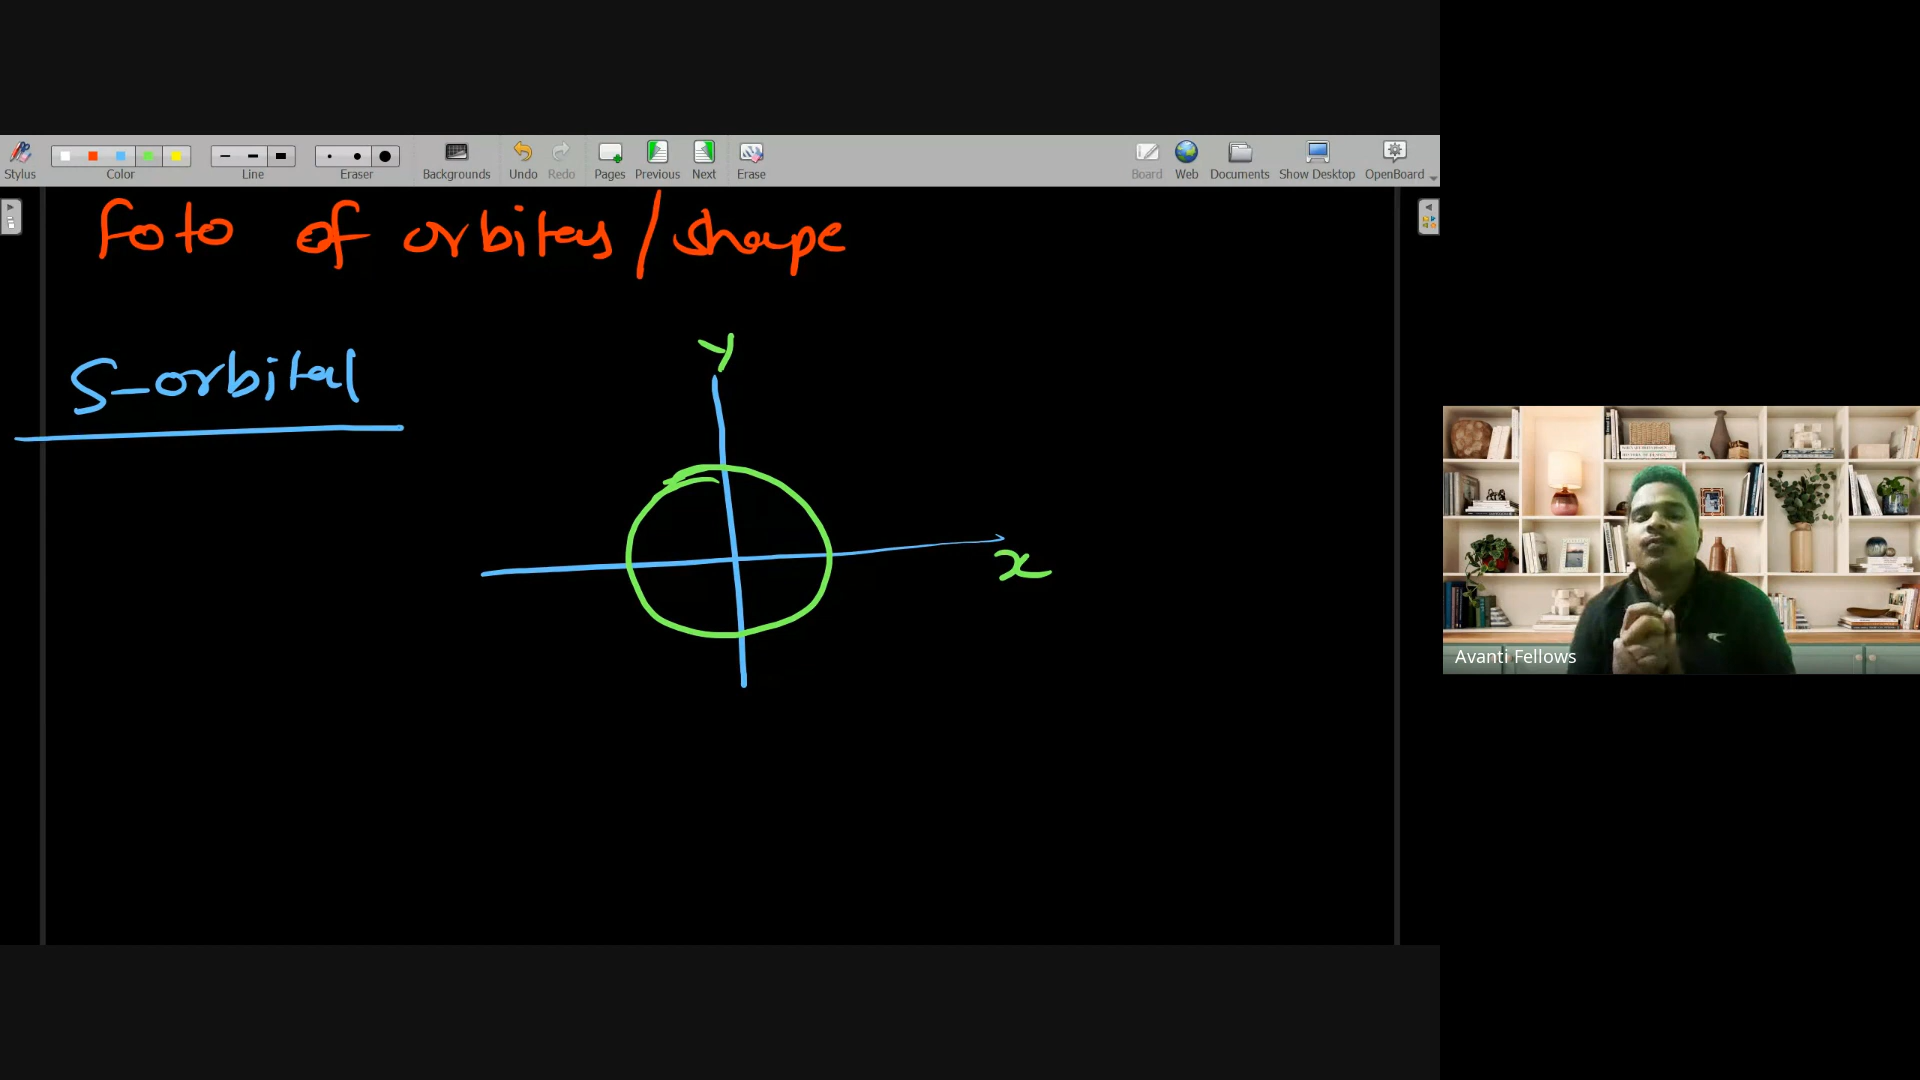 Stylus Color Line Eraser Backgrounds Undo Redo Pages Previous Next Erase Board Web Documents Show Desktop OpenBoard
Foto of orbitas / shape
S-orbital
y
x
Avanti Fellows